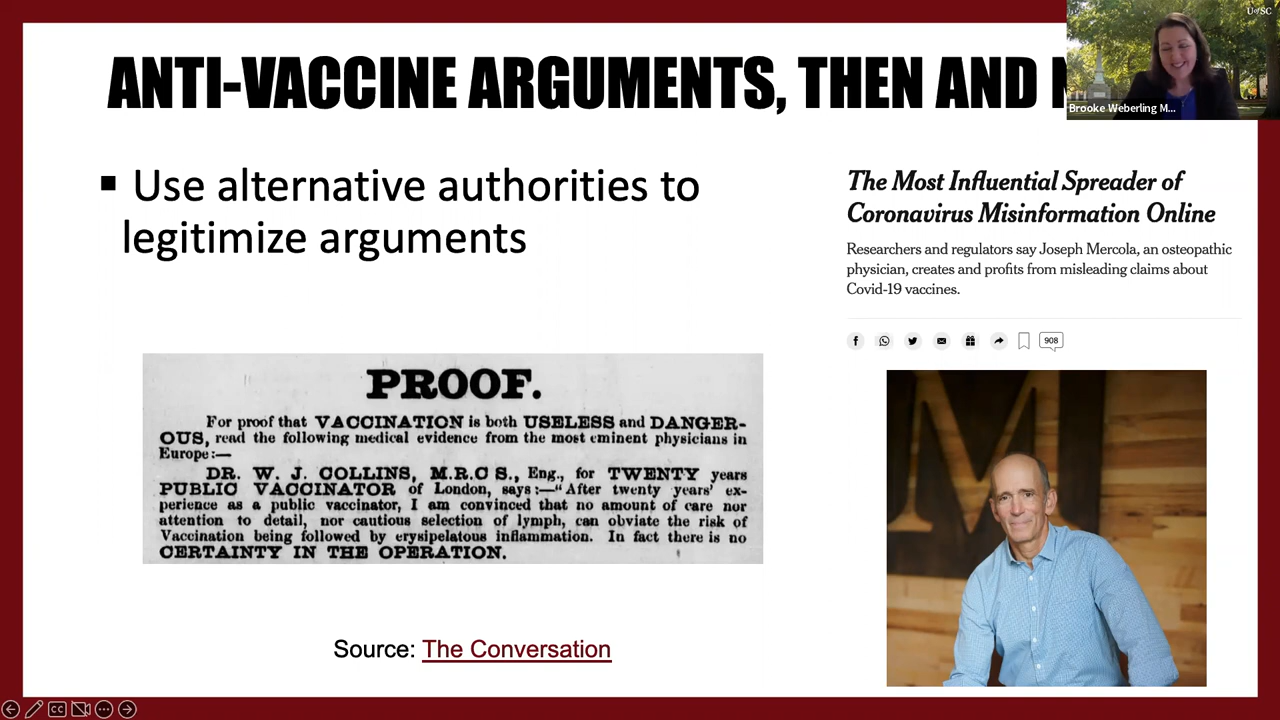 ANTI-VACCINE ARGUMENTS, THEN AND
UofSC
Brooke Weberling M...
▪ Use alternative authorities to
legitimize arguments
The Most Influential Spreader of
Coronavirus Misinformation Online
Researchers and regulators say Joseph Mercola, an osteopathic
physician, creates and profits from misleading claims about
Covid-19 vaccines.
908
PROOF.
For proof that VACCINATION is both USELESS and DANGER-
OUS, read the following medical evidence from the most eminent physicians in
Europe:—
DR. W. J. COLLINS, M.R.C S., Eng., for TWENTY years
PUBLIC VACCINATOR of London, says:—"After twenty years' ex-
perience as a public vaccinator, I am convinced that no amount of care nor
attention to detail, nor cautious selection of lymph, can obviate the risk of
Vaccination being followed by erysipelatous inflammation. In fact there is no
CERTAINTY IN THE OPERATION.
M
Source: The Conversation
CC